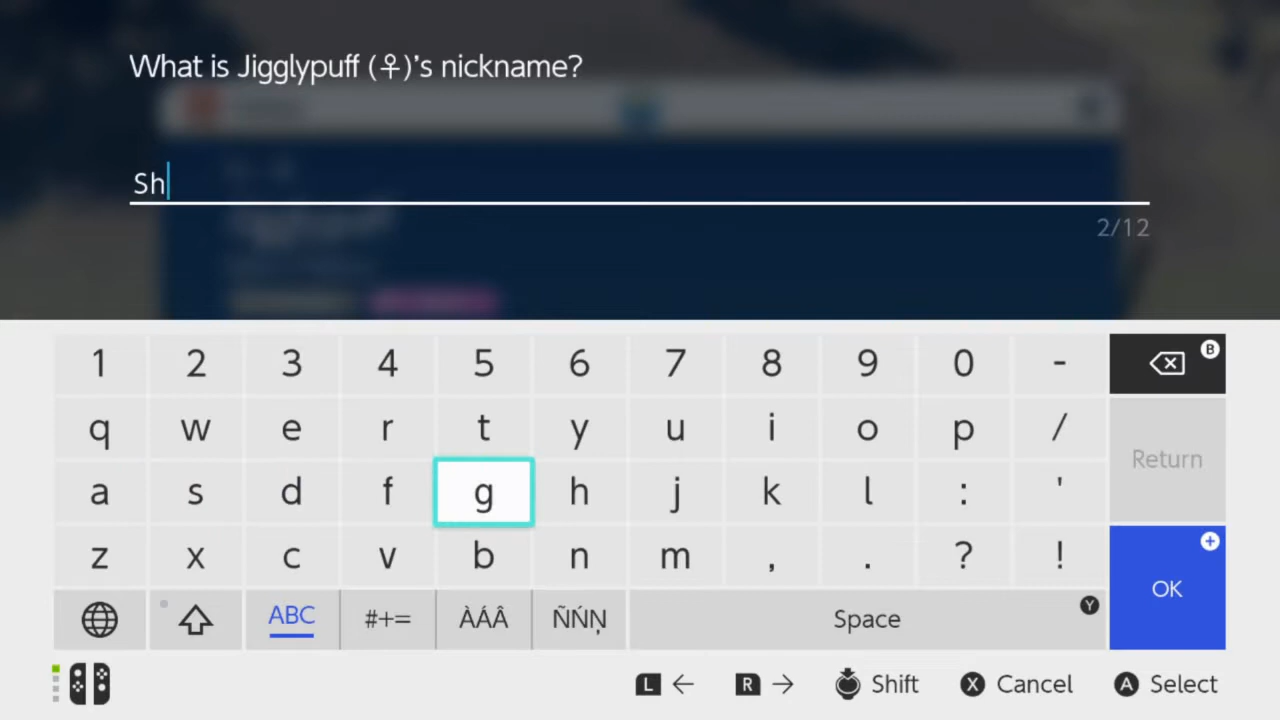 What is Jigglypuff (♀)'s nickname?
Sh
2/12
1 2 3 4 5 6 7 8 9 0 - B
q w e r t y u i o p / Return
a s d f g h j k l : '
z x c v b n m , . ? ! + OK
ABC #+= ÀÁÂ ÑŃŅ Space Y
L ← R → Shift X Cancel A Select